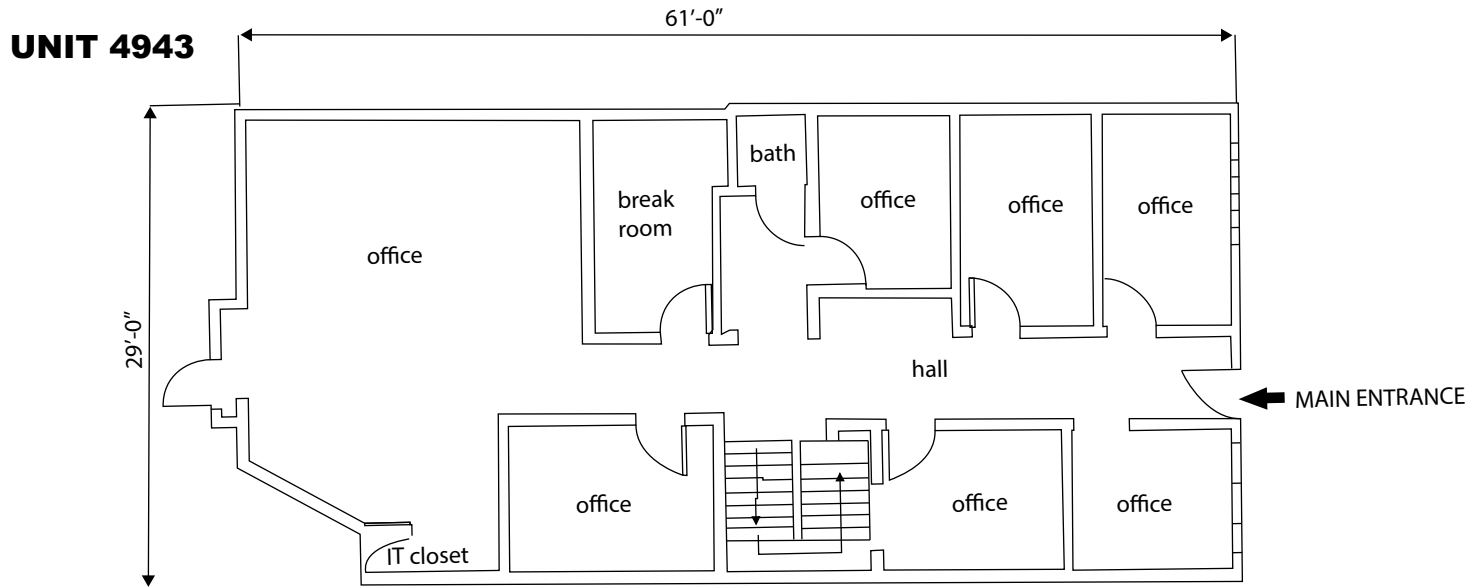 61’-0”
UNIT 4943
bath
break
room
office
office
office
office
29’-0”
hall
MAIN ENTRANCE
office
office
office
IT closet